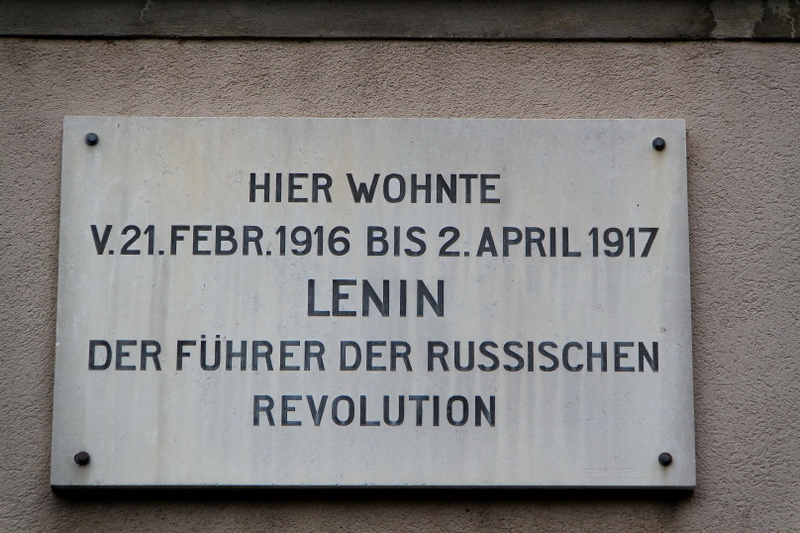 HIER WOHNTE
V.21.FEBR.1916 BIS 2.APRIL 1917
LENIN
DER FÜHRER DER RUSSISCHEN
REVOLUTION